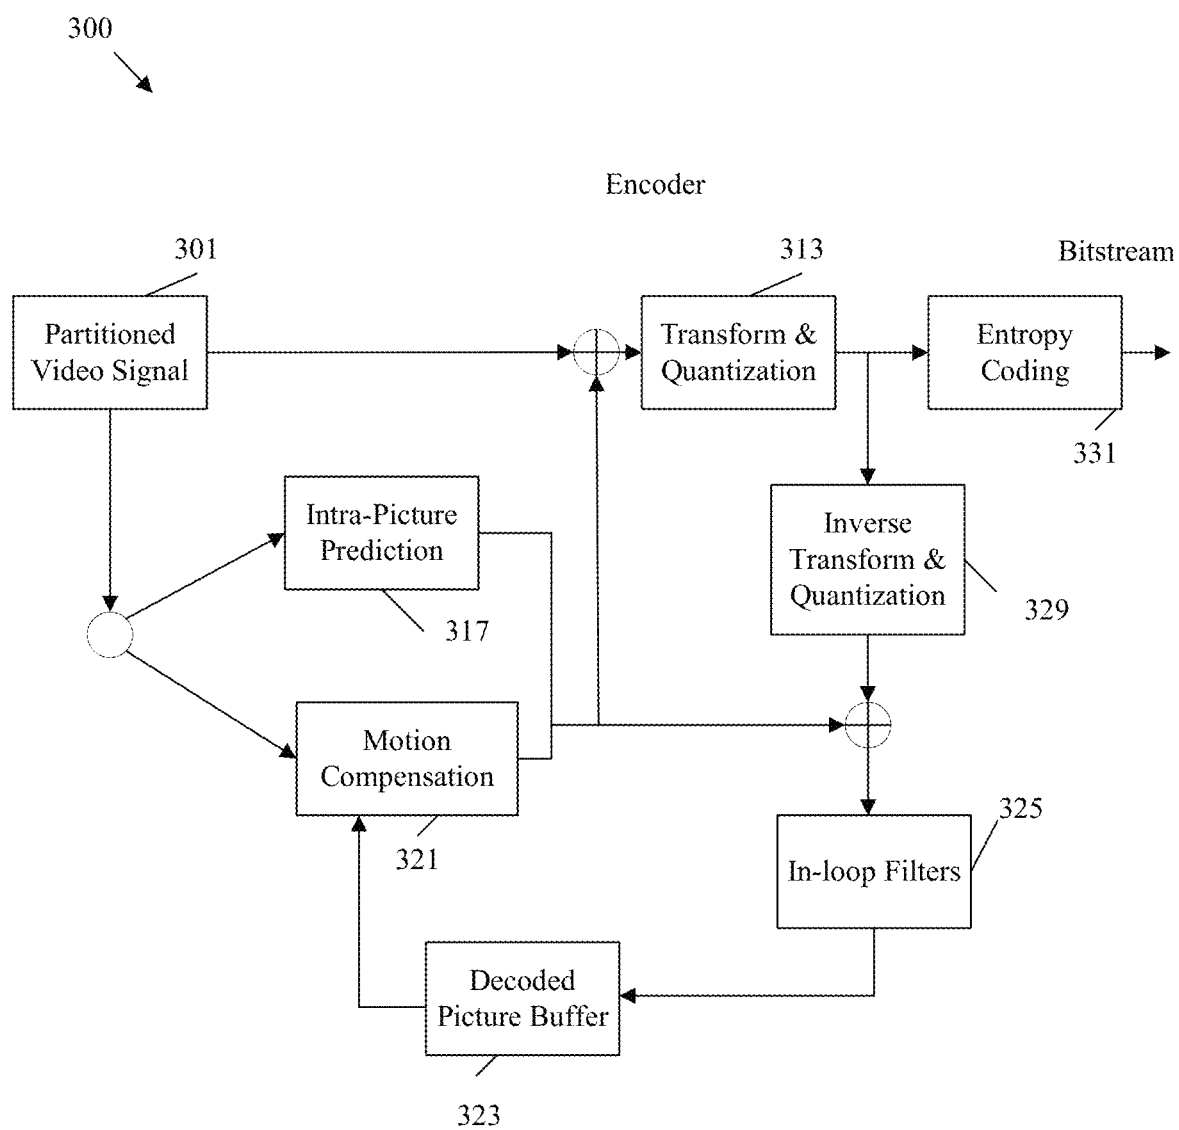 300
Encoder
301
313
Bitstream
Partitioned
Video Signal
Transform &
Quantization
Entropy
Coding
331
Intra-Picture
Prediction
317
Inverse
Transform &
Quantization
329
Motion
Compensation
321
325
In-loop Filters
Decoded
Picture Buffer
323